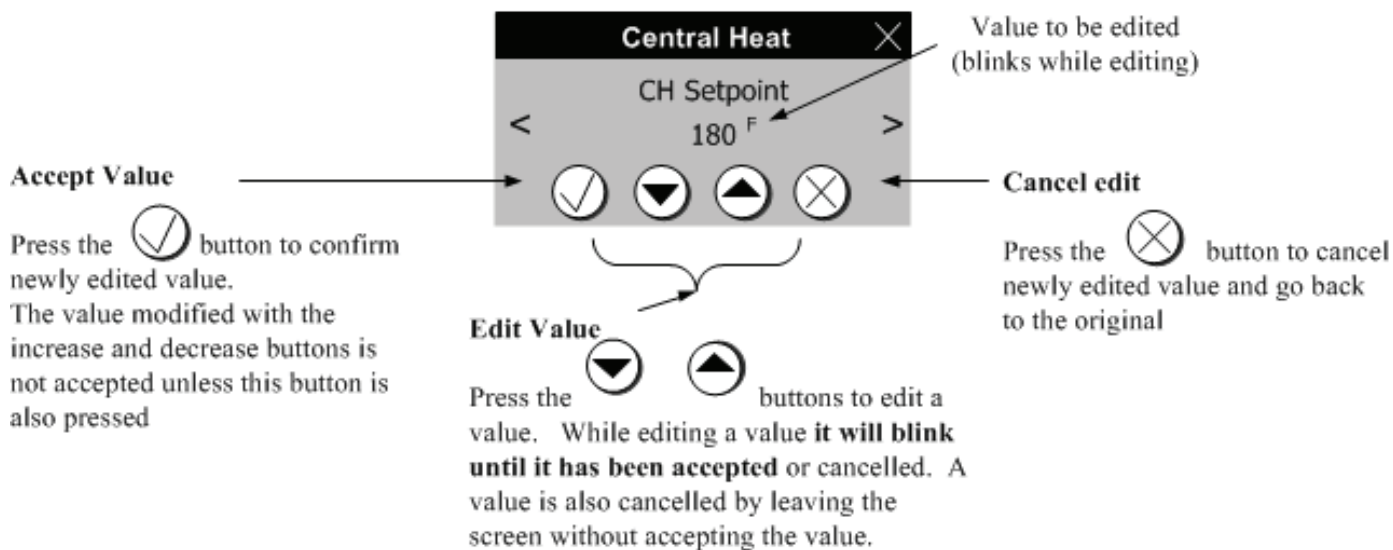 Central Heat
Value to be edited
(blinks while editing)
CH Setpoint
<
180 F
>
Accept Value
Press the button to confirm
newly edited value.
The value modified with the
increase and decrease buttons is
not accepted unless this button is
also pressed
Cancel edit
Press the button to cancel
newly edited value and go back
to the original
Edit Value
Press the buttons to edit a
value. While editing a value it will blink
until it has been accepted or cancelled. A
value is also cancelled by leaving the
screen without accepting the value.